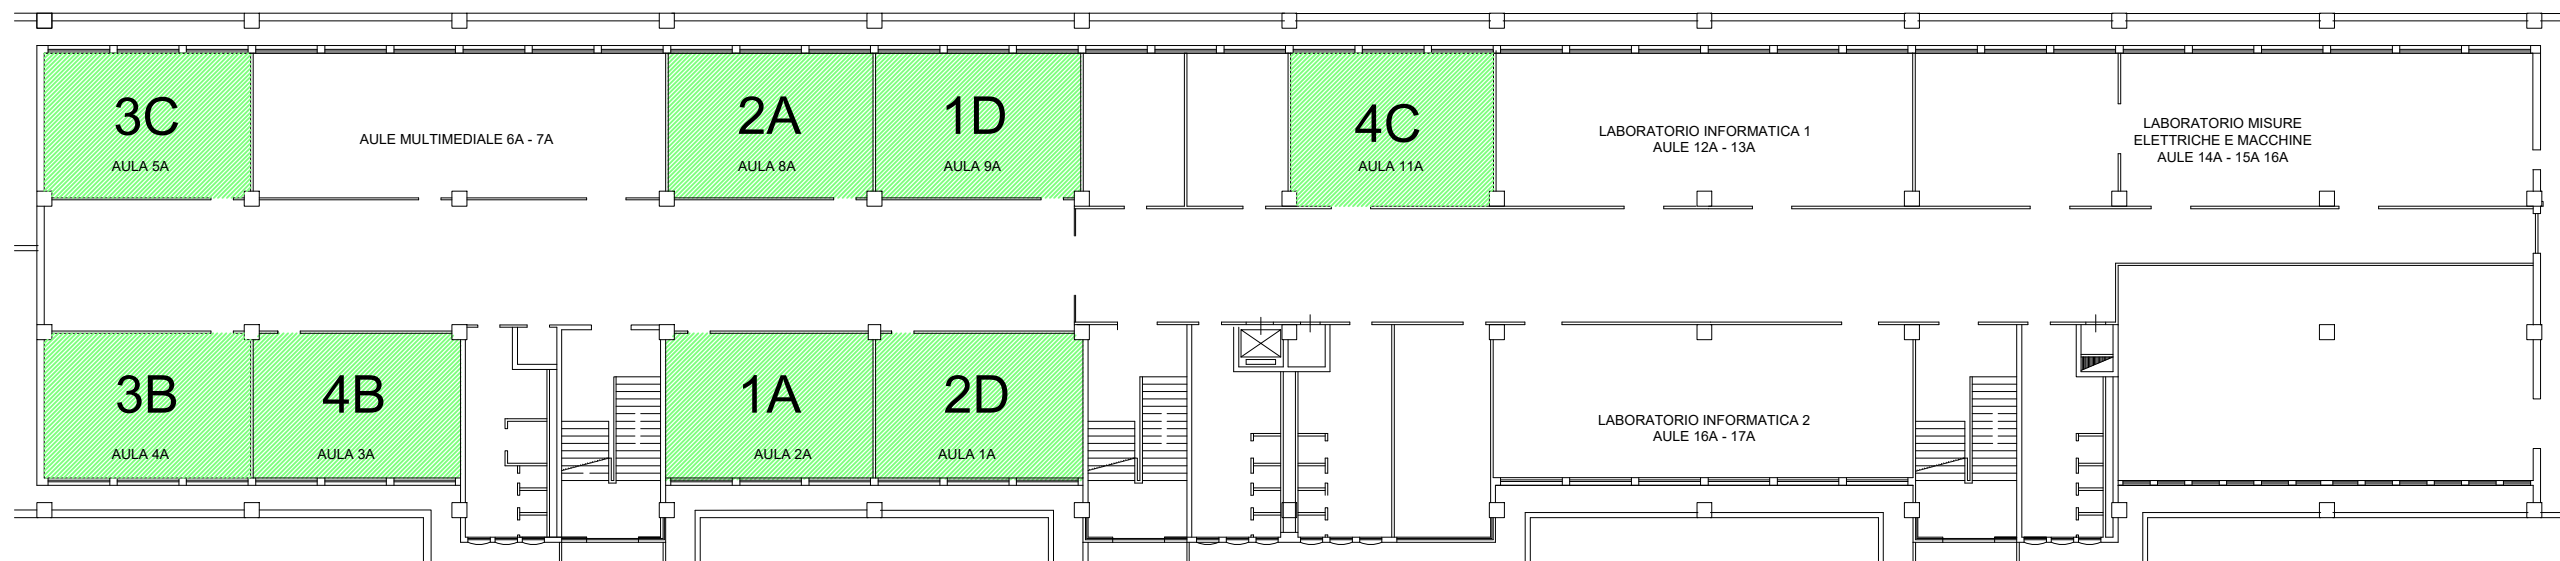 3C
AULA 5A
AULE MULTIMEDIALE 6A - 7A
2A
AULA 8A
1D
AULA 9A
4C
AULA 11A
LABORATORIO INFORMATICA 1
AULE 12A - 13A
LABORATORIO MISURE
ELETTRICHE E MACCHINE
AULE 14A - 15A 16A
3B
AULA 4A
4B
AULA 3A
1A
AULA 2A
2D
AULA 1A
LABORATORIO INFORMATICA 2
AULE 16A - 17A